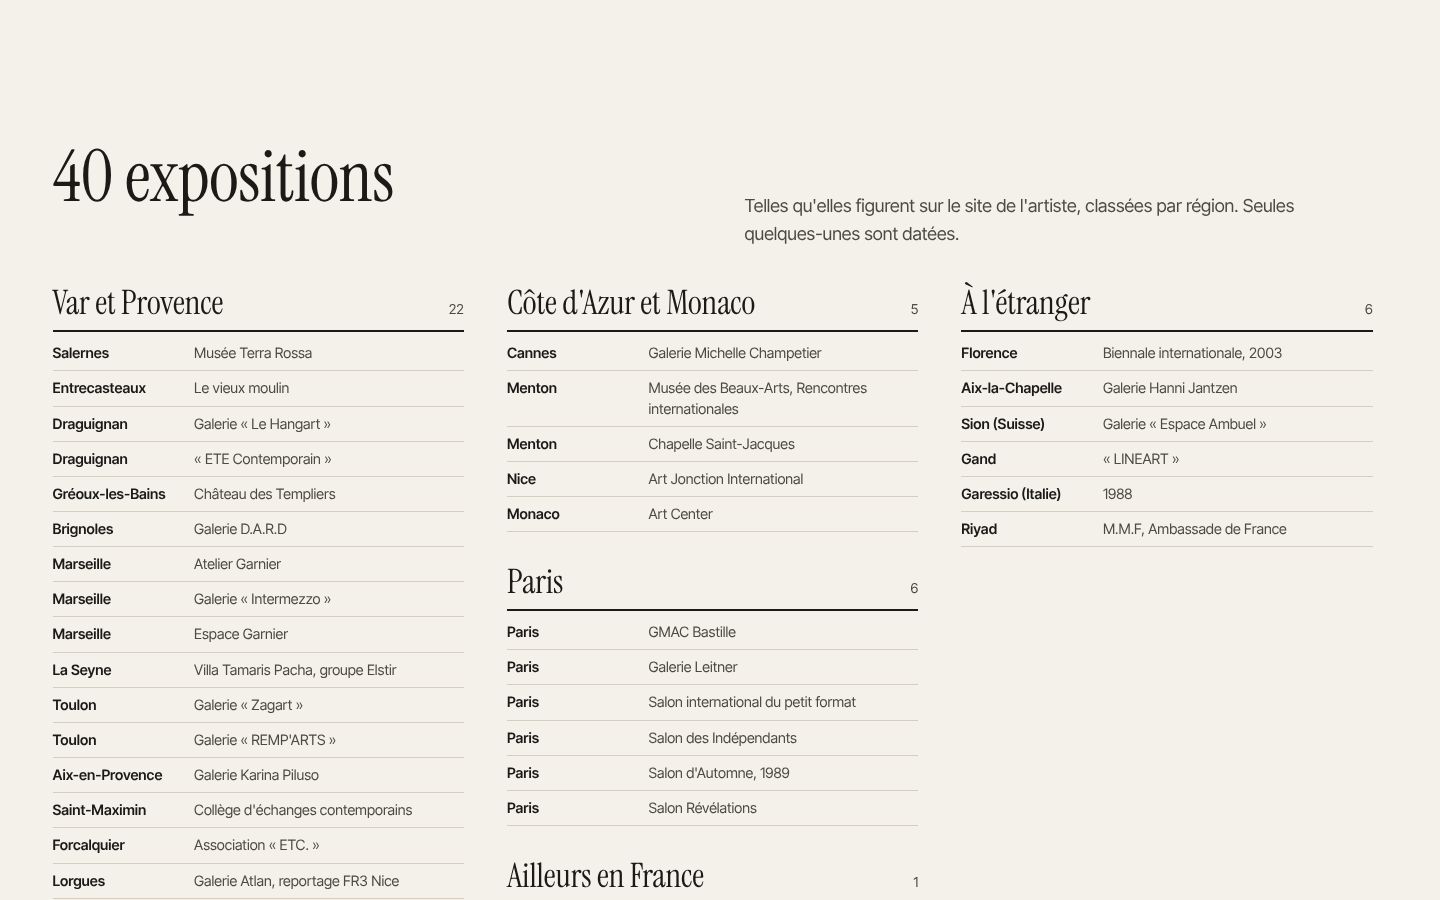 40 expositions
Telles qu'elles figurent sur le site de l'artiste, classées par région. Seules
quelques-unes sont datées.
Var et Provence 22
Salernes Musée Terra Rossa
Entrecasteaux Le vieux moulin
Draguignan Galerie « Le Hangart »
Draguignan « ETE Contemporain »
Gréoux-les-Bains Château des Templiers
Brignoles Galerie D.A.R.D
Marseille Atelier Garnier
Marseille Galerie « Intermezzo »
Marseille Espace Garnier
La Seyne Villa Tamaris Pacha, groupe Elstir
Toulon Galerie « Zagart »
Toulon Galerie « REMP'ARTS »
Aix-en-Provence Galerie Karina Piluso
Saint-Maximin Collège d'échanges contemporains
Forcalquier Association « ETC. »
Lorgues Galerie Atlan, reportage FR3 Nice
Côte d'Azur et Monaco 5
Cannes Galerie Michelle Champetier
Menton Musée des Beaux-Arts, Rencontres
internationales
Menton Chapelle Saint-Jacques
Nice Art Jonction International
Monaco Art Center
Paris 6
Paris GMAC Bastille
Paris Galerie Leitner
Paris Salon international du petit format
Paris Salon des Indépendants
Paris Salon d'Automne, 1989
Paris Salon Révélations
Ailleurs en France 1
À l'étranger 6
Florence Biennale internationale, 2003
Aix-la-Chapelle Galerie Hanni Jantzen
Sion (Suisse) Galerie « Espace Ambuel »
Gand « LINEART »
Garessio (Italie) 1988
Riyad M.M.F, Ambassade de France